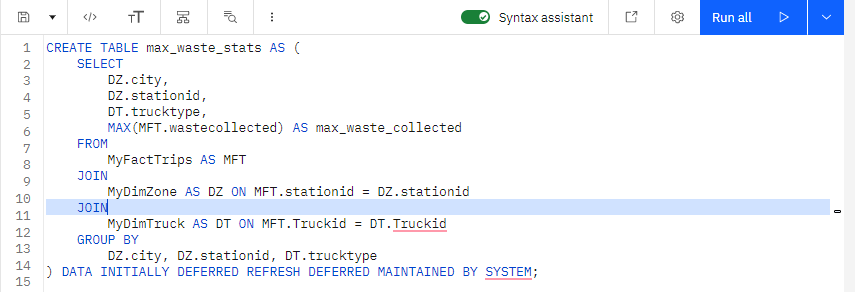 Syntax assistant
Run all
1 CREATE TABLE max_waste_stats AS (
2 SELECT
3 DZ.city,
4 DZ.stationid,
5 DT.trucktype,
6 MAX(MFT.wastecollected) AS max_waste_collected
7 FROM
8 MyFactTrips AS MFT
9 JOIN
10 MyDimZone AS DZ ON MFT.stationid = DZ.stationid
11 JOIN
12 MyDimTruck AS DT ON MFT.Truckid = DT.Truckid
13 GROUP BY
14 DZ.city, DZ.stationid, DT.trucktype
15 ) DATA INITIALLY DEFERRED REFRESH DEFERRED MAINTAINED BY SYSTEM;